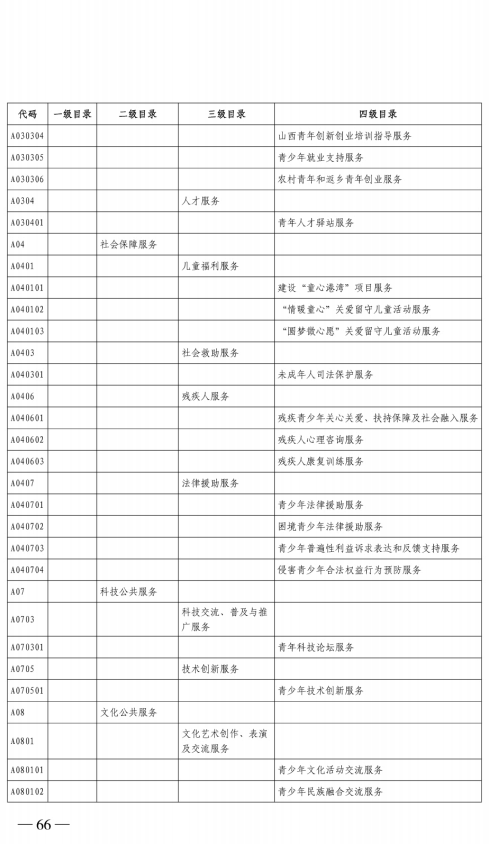 代码 一级目录 二级目录 三级目录 四级目录
A030304 山西青年创新创业培训指导服务
A030305 青少年就业支持服务
A030306 农村青年和返乡青年创业服务
A0304 人才服务
A030401 青年人才驿站服务
A04 社会保障服务
A0401 儿童福利服务
A040101 建设“童心港湾”项目服务
A040102 “情暖童心”关爱留守儿童活动服务
A040103 “圆梦微心愿”关爱留守儿童活动服务
A0403 社会救助服务
A040301 未成年人司法保护服务
A0406 残疾人服务
A040601 残疾青少年关心关爱、扶持保障及社会融入服务
A040602 残疾人心理咨询服务
A040603 残疾人康复训练服务
A0407 法律援助服务
A040701 青少年法律援助服务
A040702 困境青少年法律援助服务
A040703 青少年普遍性利益诉求表达和反馈支持服务
A040704 侵害青少年合法权益行为预防服务
A07 科技公共服务
A0703 科技交流、普及与推
广服务
A070301 青年科技论坛服务
A0705 技术创新服务
A070501 青少年技术创新服务
A08 文化公共服务
A0801 文化艺术创作、表演
及交流服务
A080101 青少年文化活动交流服务
A080102 青少年民族融合交流服务
— 66 —